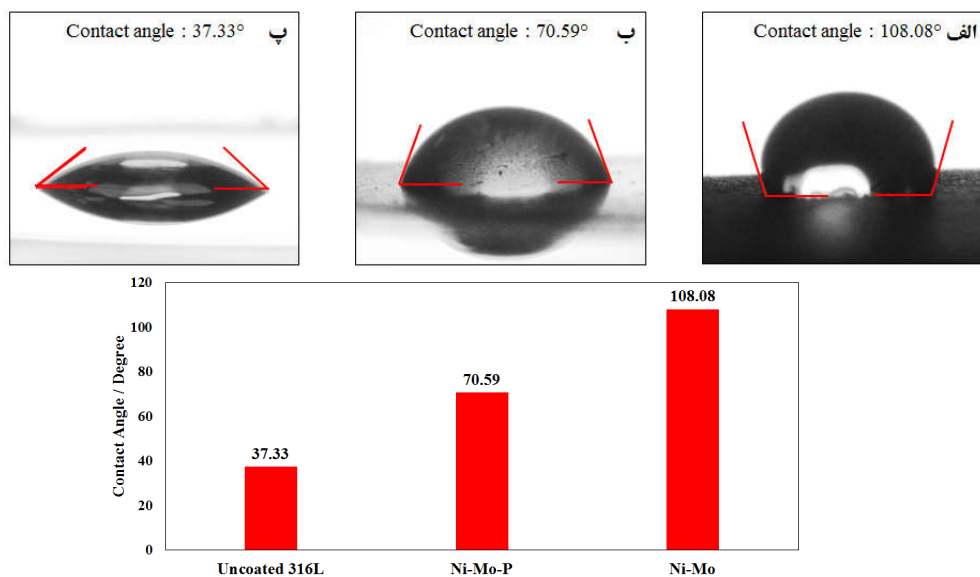 Contact angle : 37.33° پ
Contact angle : 70.59° ب
Contact angle : 108.08° الف
120
100
80
60
40
20
0
Contact Angle / Degree
37.33
70.59
108.08
Uncoated 316L
Ni-Mo-P
Ni-Mo